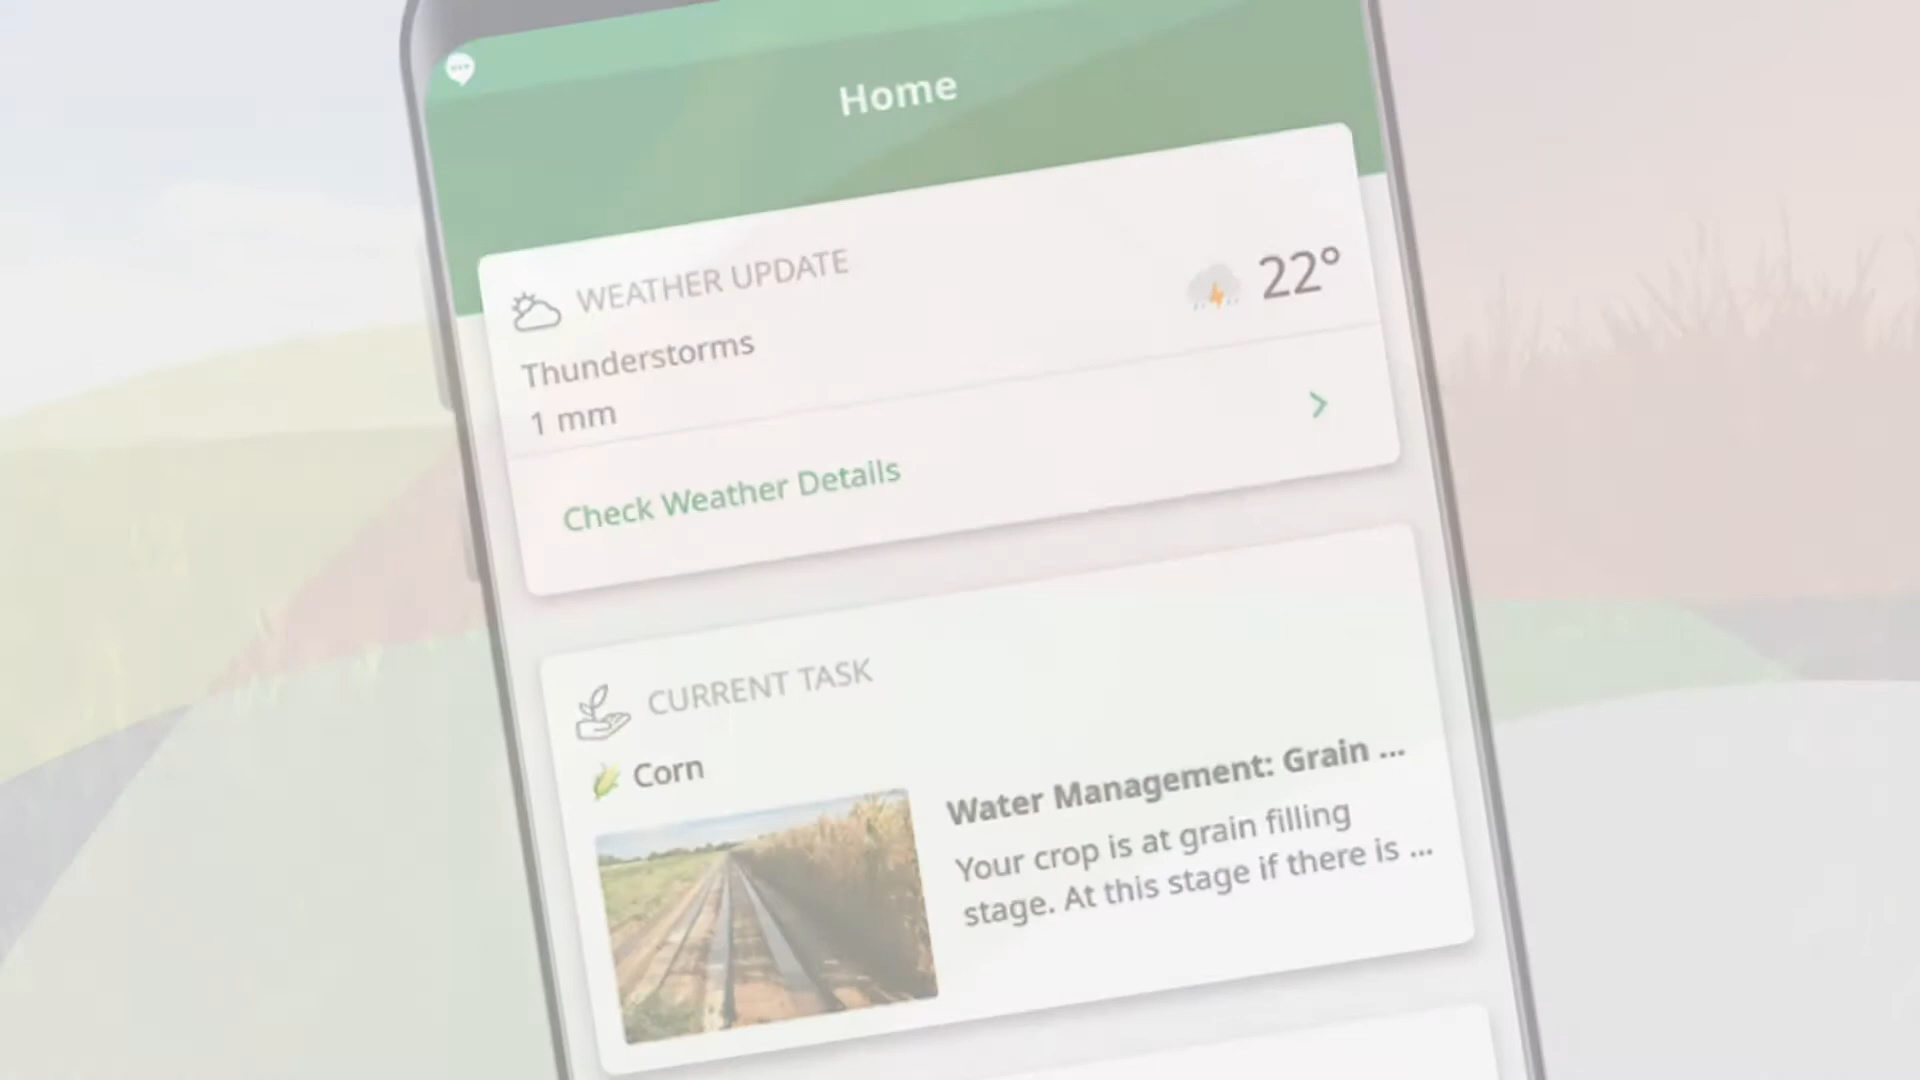 Home
WEATHER UPDATE
22°
Thunderstorms
1 mm
Check Weather Details
CURRENT TASK
Corn
Water Management: Grain ...
Your crop is at grain filling
stage. At this stage if there is ...